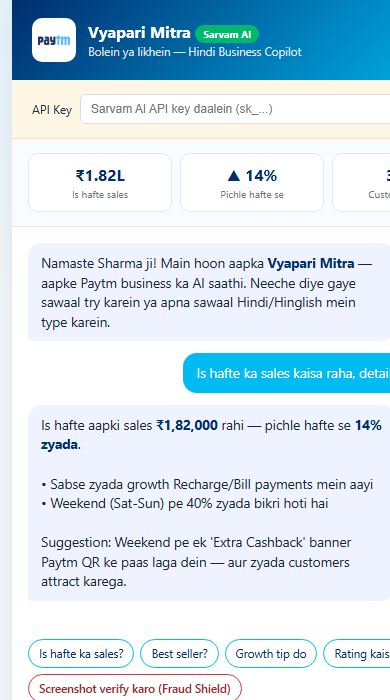 paytm
Vyapari Mitra Sarvam AI
Bolein ya likhein — Hindi Business Copilot
API Key Sarvam AI API key daalein (sk_...)
₹1.82L
Is hafte sales
▲ 14%
Pichle hafte se
Namaste Sharma ji! Main hoon aapka Vyapari Mitra —
aapke Paytm business ka AI saathi. Neeche diye gaye
sawaal try karein ya apna sawaal Hindi/Hinglish mein
type karein.
Is hafte ka sales kaisa raha, detai
Is hafte aapki sales ₹1,82,000 rahi — pichle hafte se 14%
zyada.
• Sabse zyada growth Recharge/Bill payments mein aayi
• Weekend (Sat-Sun) pe 40% zyada bikri hoti hai
Suggestion: Weekend pe ek 'Extra Cashback' banner
Paytm QR ke paas laga dein — aur zyada customers
attract karega.
Is hafte ka sales? Best seller? Growth tip do Rating kais
Screenshot verify karo (Fraud Shield)